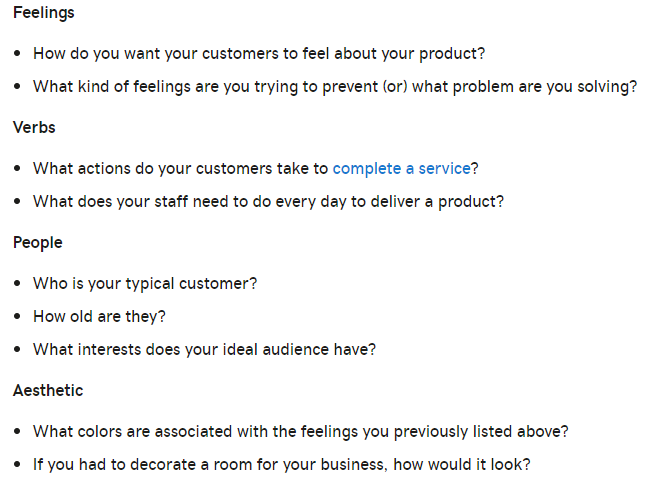 Feelings
• How do you want your customers to feel about your product?
• What kind of feelings are you trying to prevent (or) what problem are you solving?
Verbs
• What actions do your customers take to complete a service?
• What does your staff need to do every day to deliver a product?
People
• Who is your typical customer?
• How old are they?
• What interests does your ideal audience have?
Aesthetic
• What colors are associated with the feelings you previously listed above?
• If you had to decorate a room for your business, how would it look?